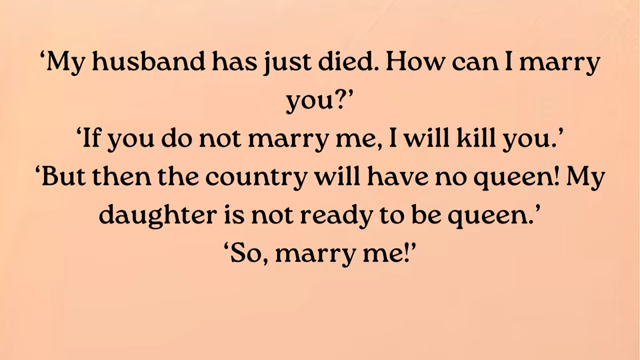 ‘My husband has just died. How can I marry
you?’
‘If you do not marry me, I will kill you.’
‘But then the country will have no queen! My
daughter is not ready to be queen.’
‘So, marry me!’